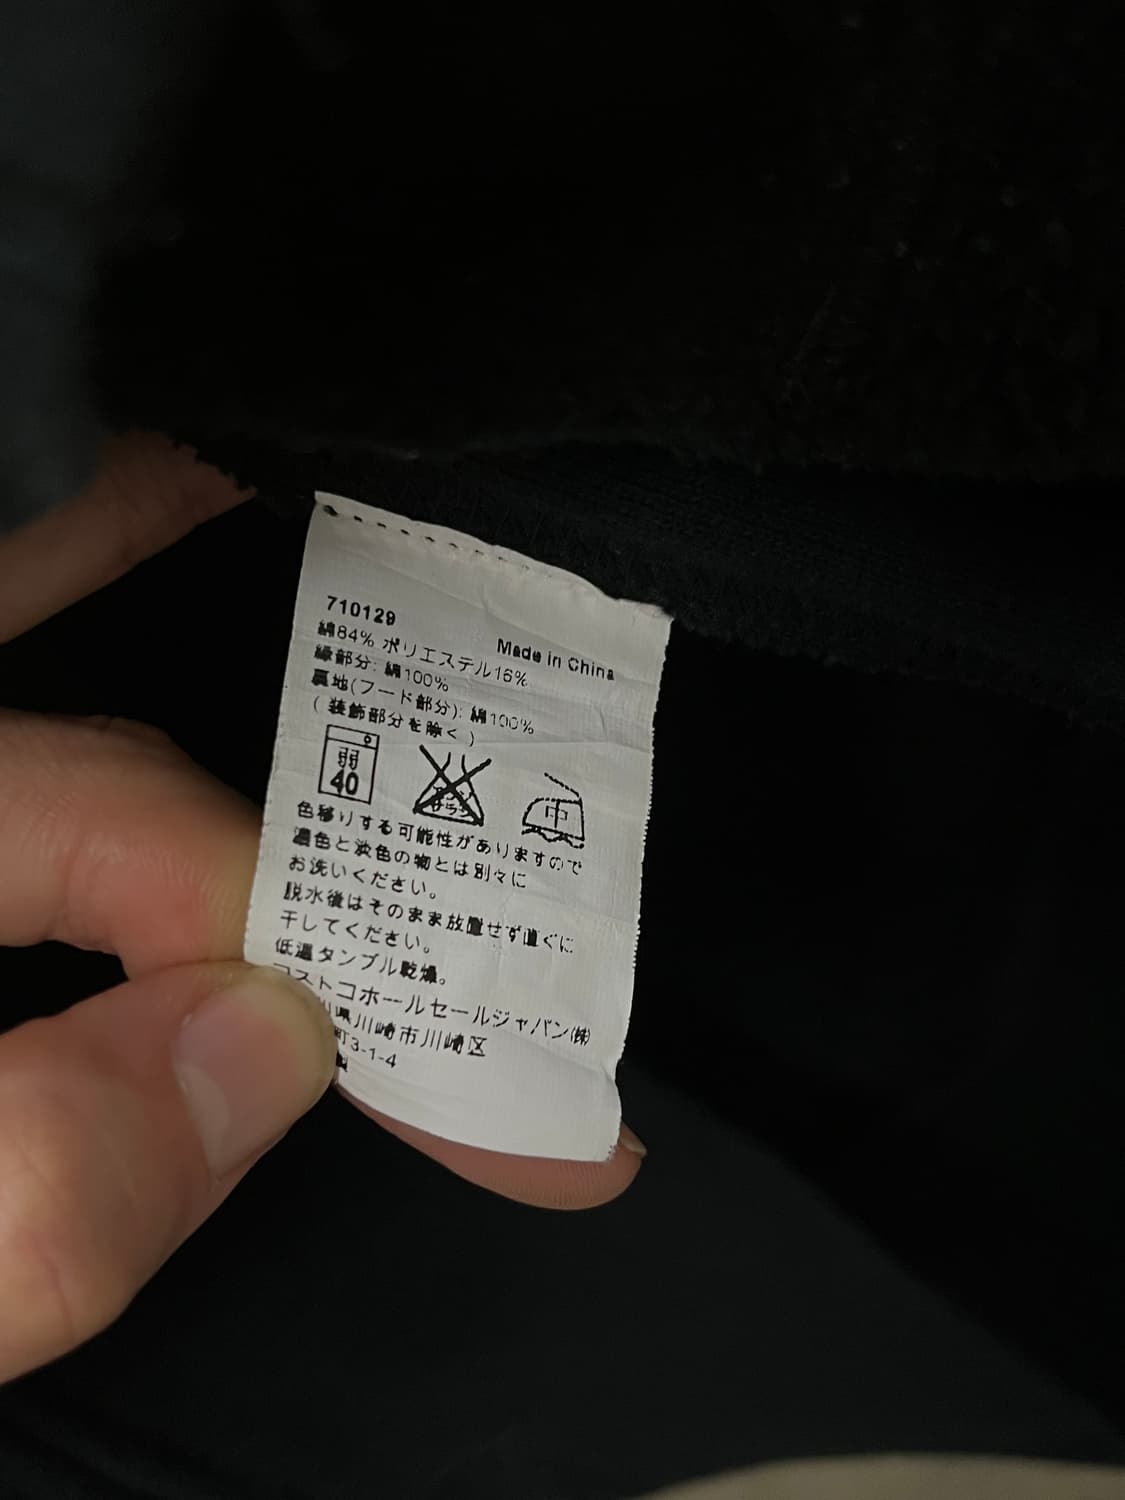 710129
Made in China
綿84% ポリエステル16%
縁部分: 綿100%
裏地(フード部分): 綿100%
(装飾部分を除く)
弱
40
中
色移りする可能性がありますので
濃色と淡色の物とは別々に
お洗いください。
脱水後はそのまま放置せず直ぐに
干してください。
低温タンブル乾燥。
コストコホールセールジャパン(株)
川県川崎市川崎区
町3-1-4